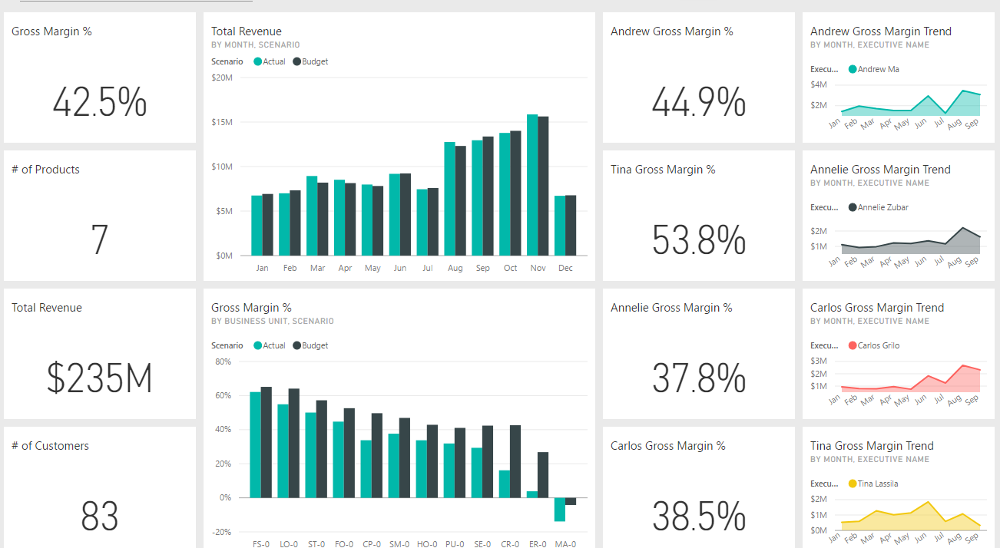 Gross Margin %
42.5%
# of Products
7
Total Revenue
$235M
# of Customers
83
Total Revenue
BY MONTH, SCENARIO
Scenario Actual Budget
$20M
$15M
$10M
$5M
$0M
Jan Feb Mar Apr May Jun Jul Aug Sep Oct Nov Dec
Gross Margin %
BY BUSINESS UNIT, SCENARIO
Scenario Actual Budget
80%
60%
40%
20%
0%
-20%
FS-0 LO-0 ST-0 FO-0 CP-0 SM-0 HO-0 PU-0 SE-0 CR-0 ER-0 MA-0
Andrew Gross Margin %
44.9%
Tina Gross Margin %
53.8%
Annelie Gross Margin %
37.8%
Carlos Gross Margin %
38.5%
Andrew Gross Margin Trend
BY MONTH, EXECUTIVE NAME
Execu... Andrew Ma
$4M
$2M
Jan Feb Mar Apr May Jun Jul Aug Sep
Annelie Gross Margin Trend
BY MONTH, EXECUTIVE NAME
Execu... Annelie Zubar
$2M
$1M
Jan Feb Mar Apr May Jun Jul Aug Sep
Carlos Gross Margin Trend
BY MONTH, EXECUTIVE NAME
Execu... Carlos Grilo
$3M
$2M
$1M
Jan Feb Mar Apr May Jun Jul Aug Sep
Tina Gross Margin Trend
BY MONTH, EXECUTIVE NAME
Execu... Tina Lassila
$2M
$1M
$0M
Jan Feb Mar Apr May Jun Jul Aug Sep